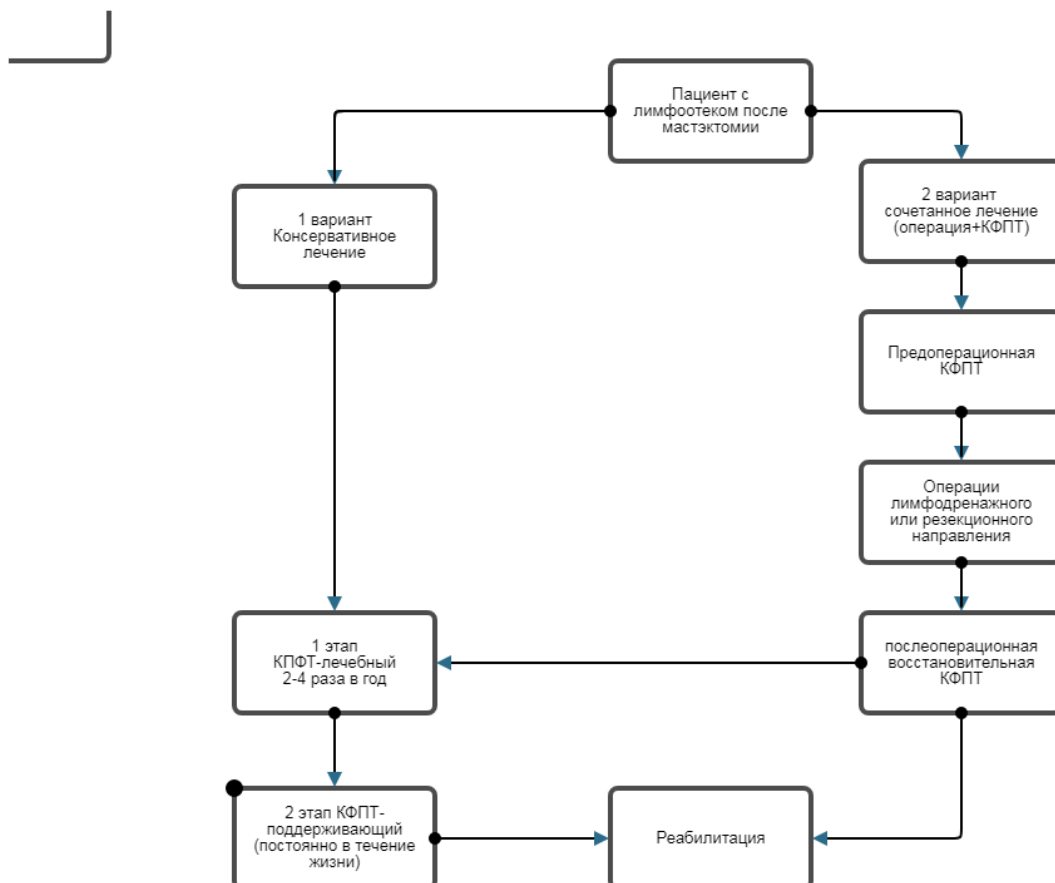 Пациент с
лимфоотеком после
мастэктомии
1 вариант
Консервативное
лечение
2 вариант
сочетанное лечение
(операция+КФПТ)
Предоперационная
КФПТ
Операции
лимфодренажного
или резекционного
направления
1 этап
КПФТ-лечебный
2-4 раза в год
послеоперационная
восстановительная
КФПТ
2 этап КФПТ-
поддерживающий
(постоянно в течение
жизни)
Реабилитация